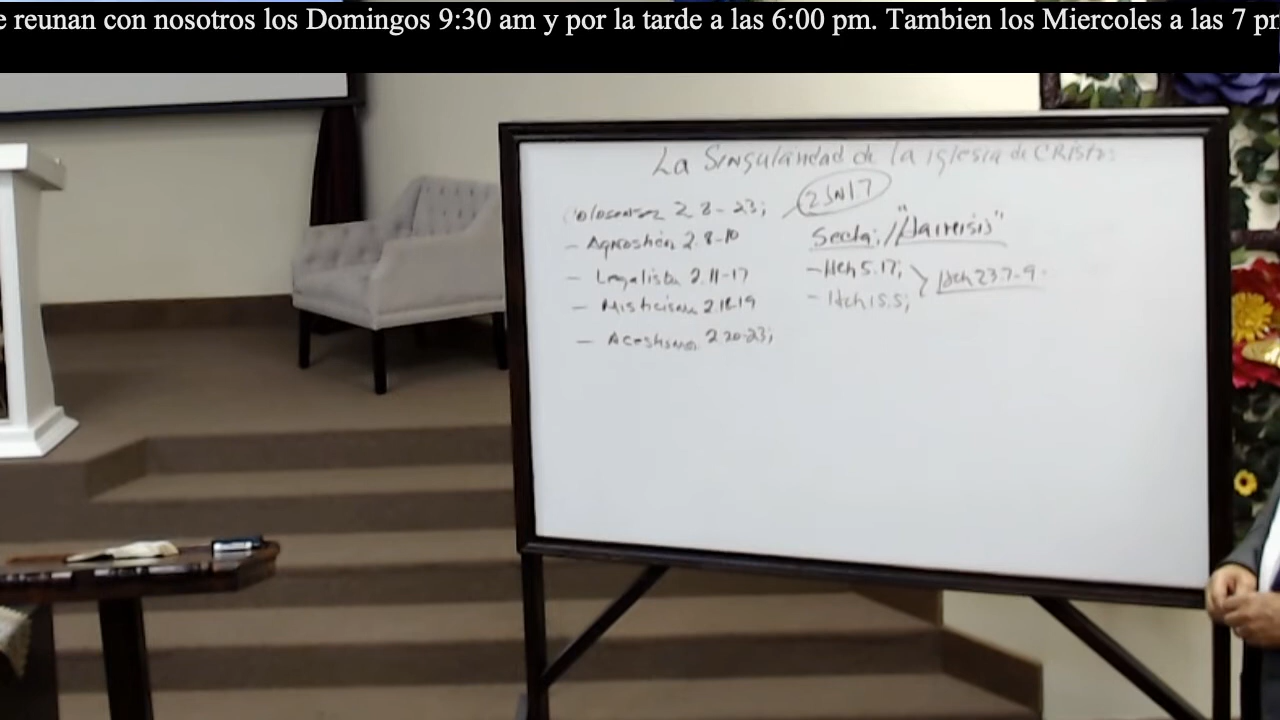 e reunan con nosotros los Domingos 9:30 am y por la tarde a las 6:00 pm. Tambien los Miercoles a las 7 pm
La Singularidad de la iglesia de CRisto:
Colosenses 2.8-23;
2 JN 17
- 2.8-10
Secta; / "Hairesis"
- Legalista 2.11-17
- Hch 5.17;
Hch 23.7-9.
- Misticismo 2.18.19
- Hch 15.5;
- 2.20-23;